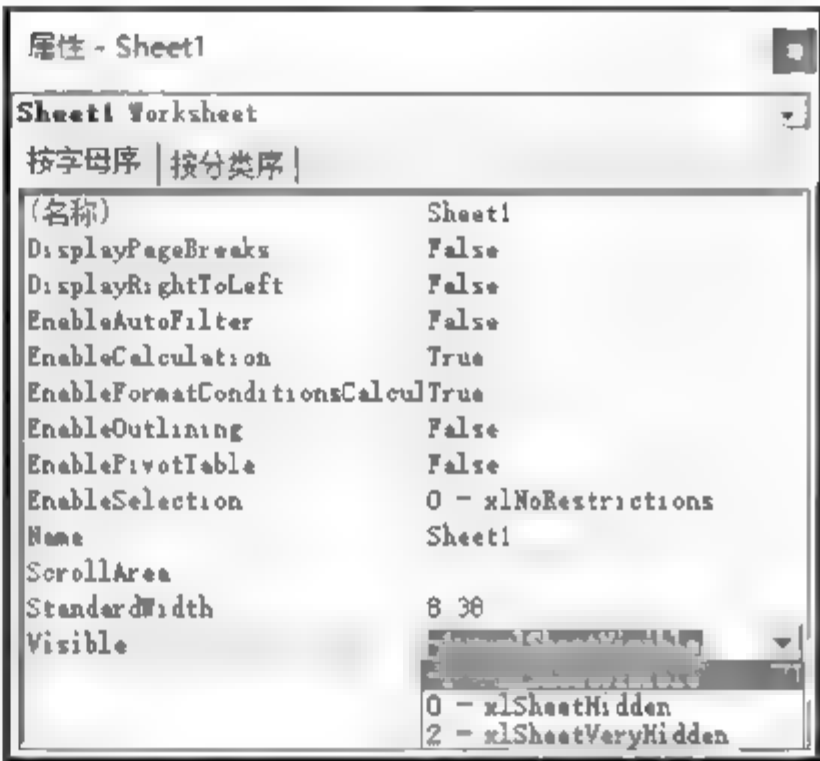 属性 - Sheet1
Sheet1 Worksheet
按字母序 按分类序
(名称) Sheet1
DisplayPageBreaks False
DisplayRightToLeft False
EnableAutoFilter False
EnableCalculation True
EnableFormatConditionsCalcul True
EnableOutlining False
EnablePivotTable False
EnableSelection 0 - xlNoRestrictions
Name Sheet1
ScrollArea
StandardWidth 8 38
Visible
0 - xlSheetHidden
2 - xlSheetVeryHidden